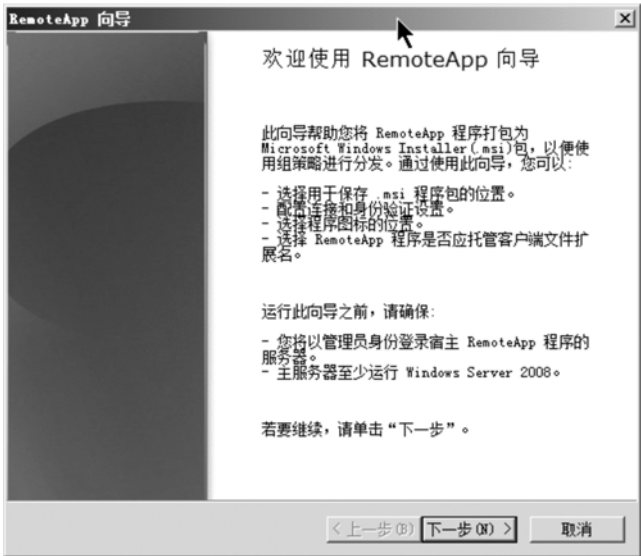 RemoteApp 向导
欢迎使用 RemoteApp 向导
此向导帮助您将 RemoteApp 程序打包为
Microsoft Windows Installer(.msi)包，以便使
用组策略进行分发。通过使用此向导，您可以:
- 选择用于保存 .msi 程序包的位置。
- 配置连接和身份验证设置。
- 选择程序图标的位置。
- 选择 RemoteApp 程序是否应托管客户端文件扩
展名。
运行此向导之前，请确保:
- 您将以管理员身份登录宿主 RemoteApp 程序的
服务器。
- 主服务器至少运行 Windows Server 2008。
若要继续，请单击“下一步”。
< 上一步(B) 下一步(N) > 取消